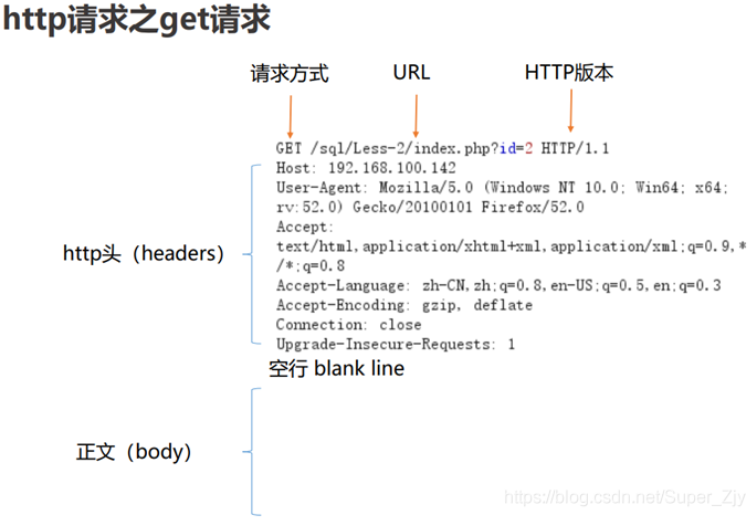 http请求之get请求
请求方式 URL HTTP版本
GET /sql/Less-2/index.php?id=2 HTTP/1.1
Host: 192.168.100.142
User-Agent: Mozilla/5.0 (Windows NT 10.0; Win64; x64;
rv:52.0) Gecko/20100101 Firefox/52.0
Accept:
text/html,application/xhtml+xml,application/xml;q=0.9,*
/*;q=0.8
Accept-Language: zh-CN,zh;q=0.8,en-US;q=0.5,en;q=0.3
Accept-Encoding: gzip, deflate
Connection: close
Upgrade-Insecure-Requests: 1
http头（headers）
空行 blank line
正文（body）
https://blog.csdn.net/Super_Zjy